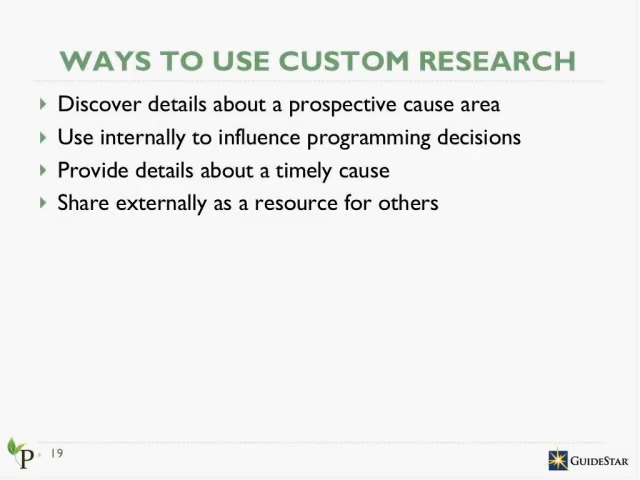 WAYS TO USE CUSTOM RESEARCH
Discover details about a prospective cause area
Use internally to influence programming decisions
Provide details about a timely cause
Share externally as a resource for others
P
19
GUIDESTAR